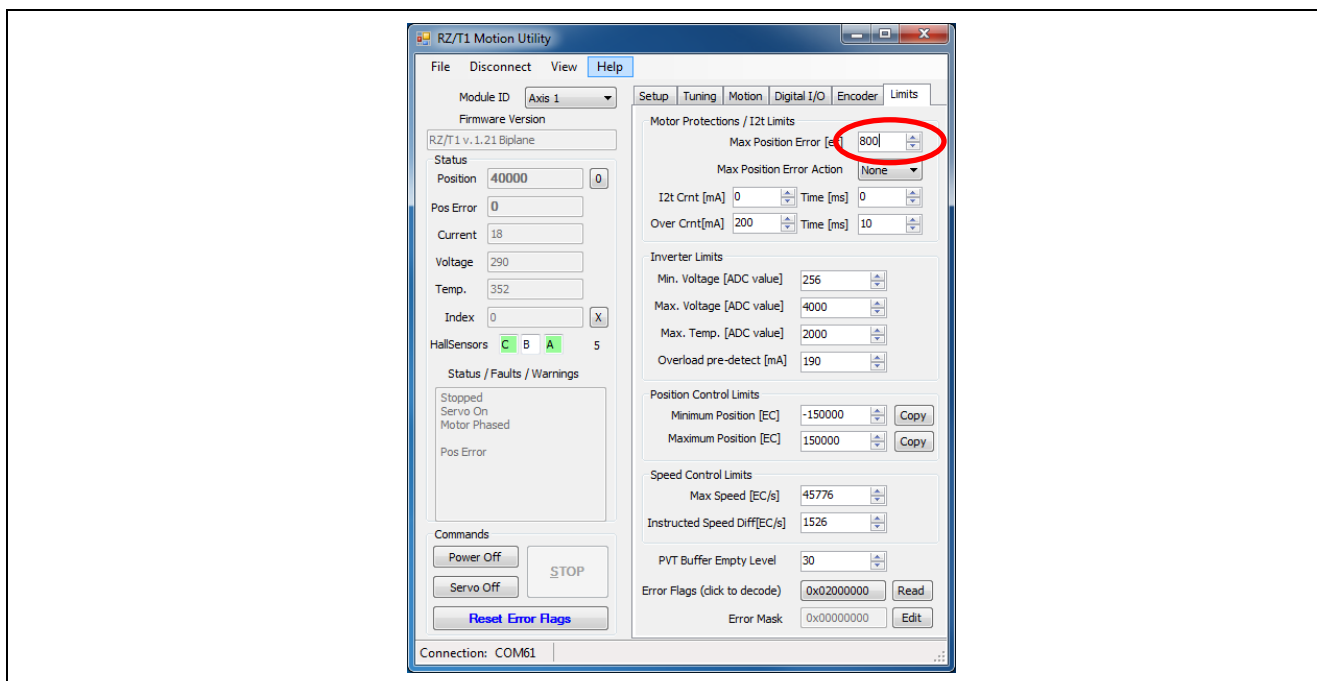 RZ/T1 Motion Utility
File Disconnect View Help
Module ID Axis 1
Firmware Version
RZ/T1 v.1.21 Biplane
Status
Position 40000 0
Pos Error 0
Current 18
Voltage 290
Temp. 352
Index 0 X
HallSensors C B A 5
Status / Faults / Warnings
Stopped
Servo On
Motor Phased
Pos Error
Commands
Power Off
STOP
Servo Off
Reset Error Flags
Setup Tuning Motion Digital I/O Encoder Limits
Motor Protections / I2t Limits
Max Position Error 800
Max Position Error Action None
I2t Crnt [mA] 0 Time [ms] 0
Over Crnt[mA] 200 Time [ms] 10
Inverter Limits
Min. Voltage [ADC value] 256
Max. Voltage [ADC value] 4000
Max. Temp. [ADC value] 2000
Overload pre-detect [mA] 190
Position Control Limits
Minimum Position [EC] -150000 Copy
Maximum Position [EC] 150000 Copy
Speed Control Limits
Max Speed [EC/s] 45776
Instructed Speed Diff[EC/s] 1526
PVT Buffer Empty Level 30
Error Flags (click to decode) 0x02000000 Read
Error Mask 0x00000000 Edit
Connection: COM61